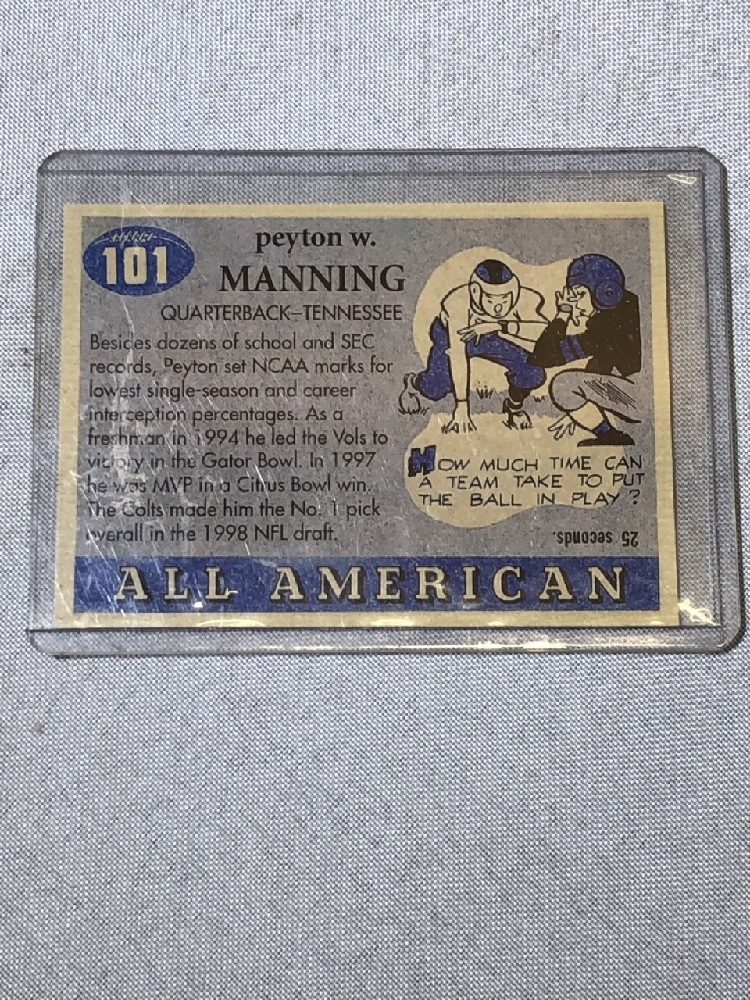 101
peyton w.
MANNING
QUARTERBACK–TENNESSEE
Besides dozens of school and SEC
records, Peyton set NCAA marks for
lowest single-season and career
interception percentages. As a
freshman in 1994 he led the Vols to
victory in the Gator Bowl. In 1997
he was MVP in a Citrus Bowl win.
The Colts made him the No. 1 pick
overall in the 1998 NFL draft.
HOW MUCH TIME CAN
A TEAM TAKE TO PUT
THE BALL IN PLAY ?
25 seconds.
ALL AMERICAN